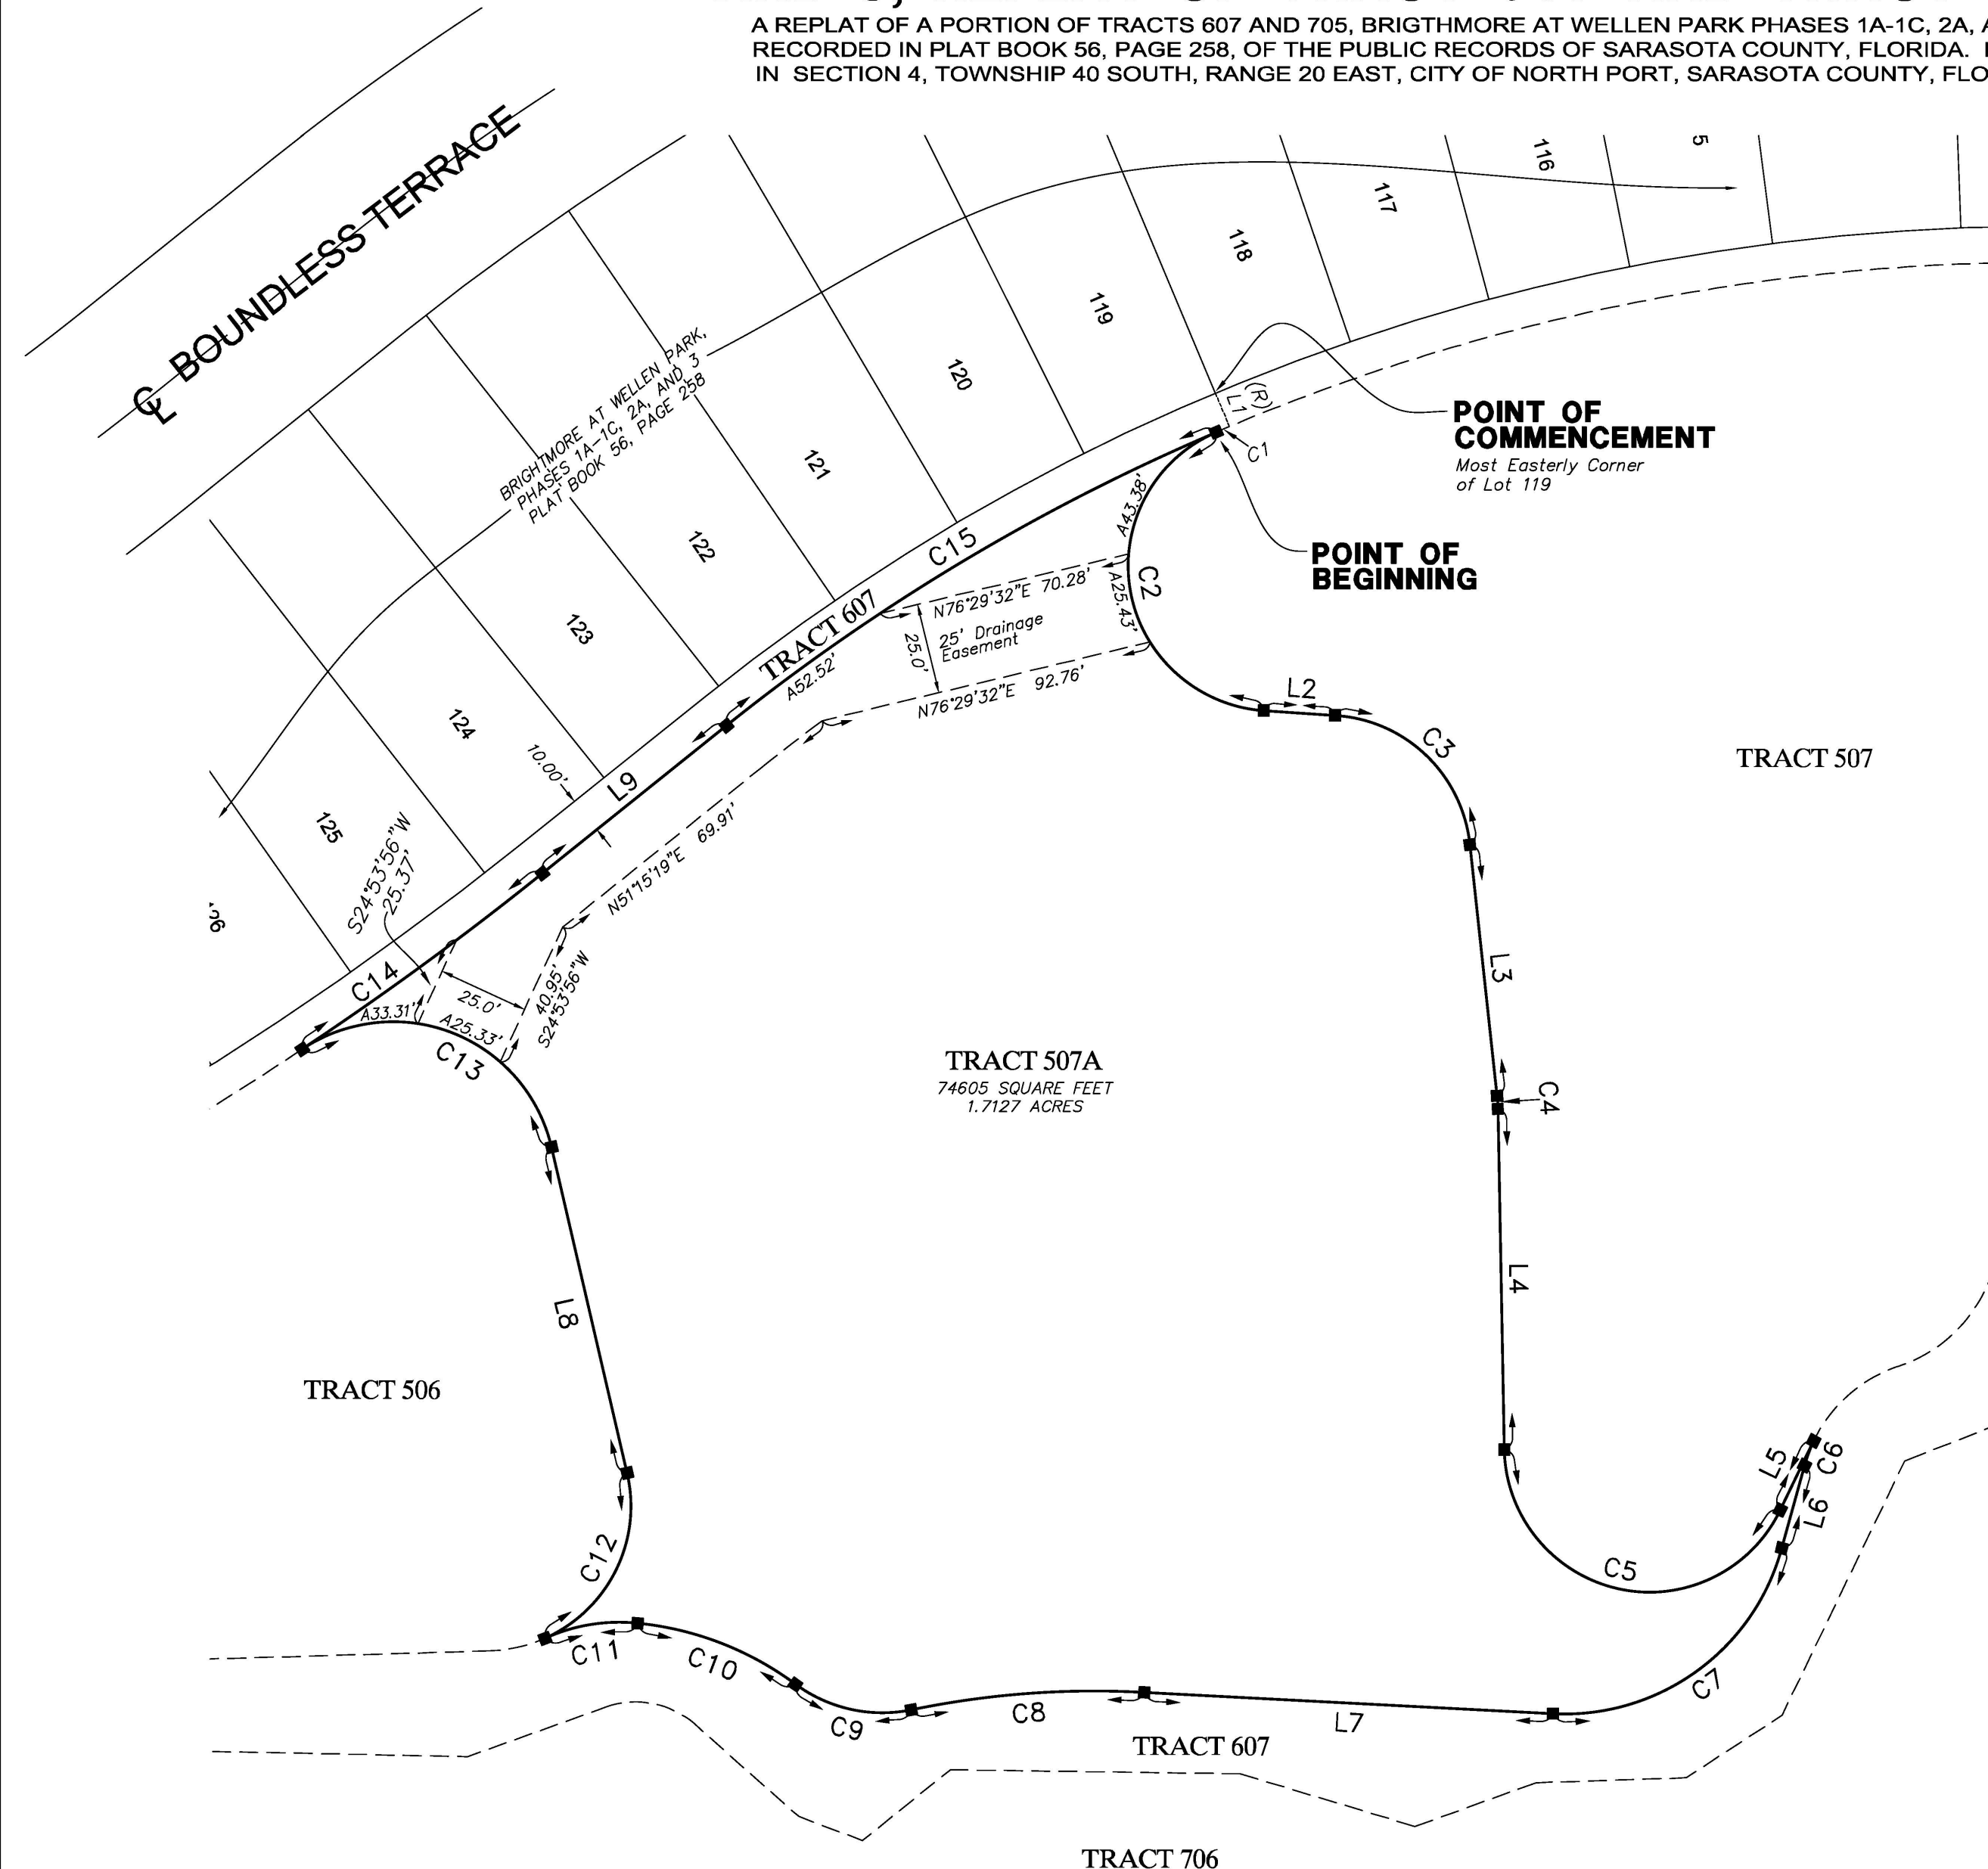 A REPLAT OF A PORTION OF TRACTS 607 AND 705, BRIGTHMORE AT WELLEN PARK PHASES 1A-1C, 2A,
RECORDED IN PLAT BOOK 56, PAGE 258, OF THE PUBLIC RECORDS OF SARASOTA COUNTY, FLORIDA.
IN SECTION 4, TOWNSHIP 40 SOUTH, RANGE 20 EAST, CITY OF NORTH PORT, SARASOTA COUNTY, FLO
℄ BOUNDLESS TERRACE
BRIGHTMORE AT WELLEN PARK,
PHASES 1A-1C, 2A, AND 3
PLAT BOOK 56, PAGE 258
5
116
117
118
119
120
121
122
123
124
125
26
(R)
L1
C1
POINT OF
COMMENCEMENT
Most Easterly Corner
of Lot 119
POINT OF
BEGINNING
C15
A43.38'
C2
A25.43'
N76°29'32"E 70.28'
25' Drainage
Easement
25.0'
N76°29'32"E 92.76'
TRACT 607
A52.52'
L2
C3
TRACT 507
10.00'
L9
N51°15'19"E 69.91'
S24°53'56"W
25.37'
C14
A33.31'
25.0'
A25.33'
40.95'
S24°53'56"W
C13
L3
C4
TRACT 507A
74605 SQUARE FEET
1.7127 ACRES
L4
L8
TRACT 506
L5
C6
L6
C5
C12
C11
C10
C9
C8
L7
C7
TRACT 607
TRACT 706